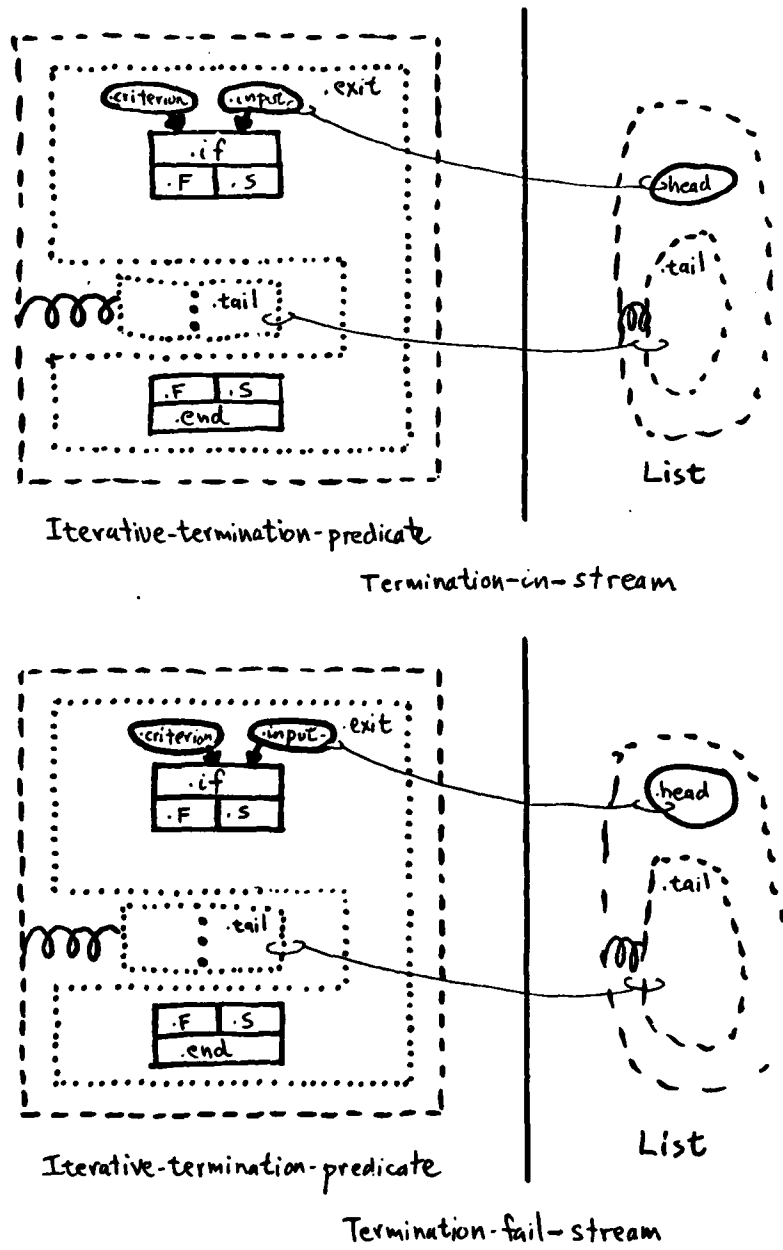 .exit
.criterion .input
.if
.F .S
.head
.tail
.tail
.F .S
.end
List
Iterative-termination-predicate
Termination-in-stream
.exit
.criterion .input
.if
.F .S
.head
.tail
.tail
.F .S
.end
List
Iterative-termination-predicate
Termination-fail-stream